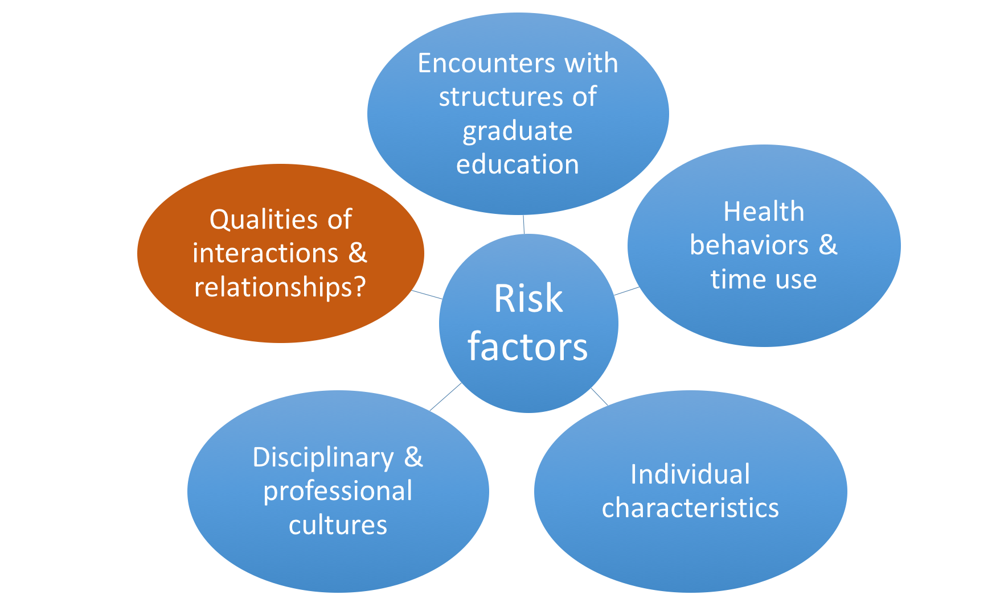 Encounters with
structures of
graduate
education
Health
behaviors &
time use
Qualities of
interactions &
relationships?
Risk
factors
Disciplinary &
professional
cultures
Individual
characteristics